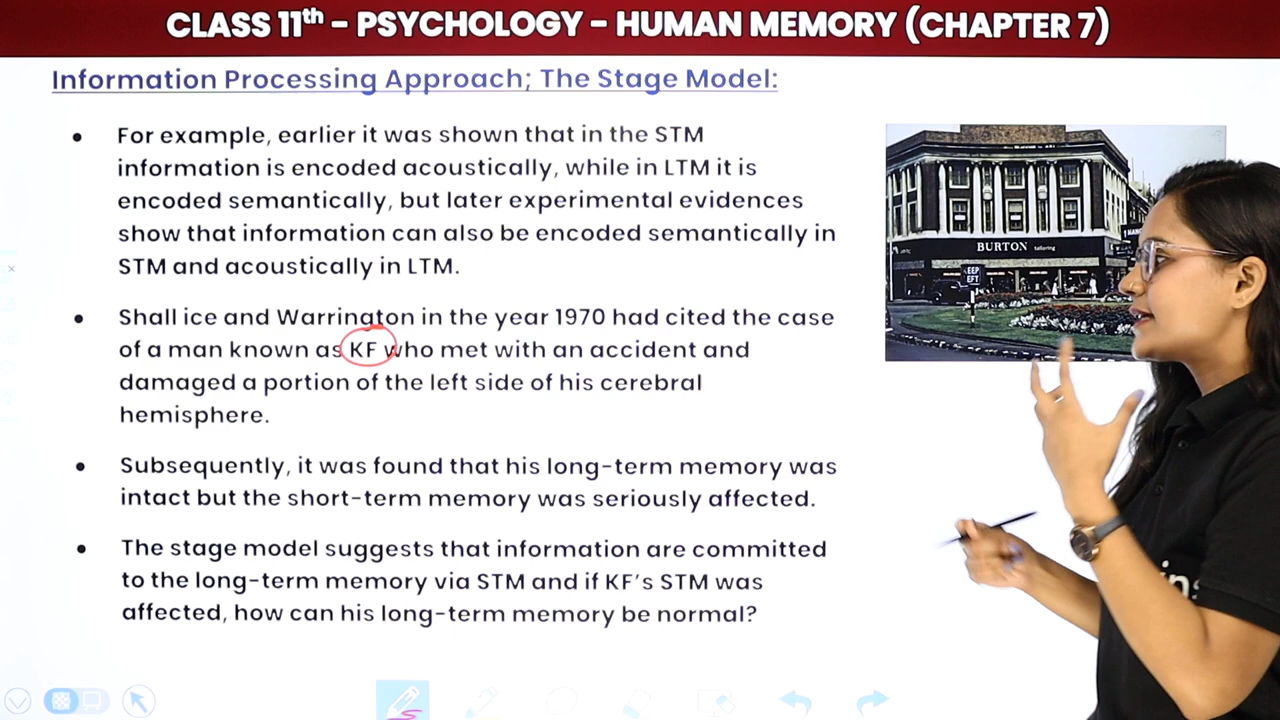 CLASS 11th – PSYCHOLOGY – HUMAN MEMORY (CHAPTER 7)
Information Processing Approach; The Stage Model:
• For example, earlier it was shown that in the STM
information is encoded acoustically, while in LTM it is
encoded semantically, but later experimental evidences
show that information can also be encoded semantically in
STM and acoustically in LTM.
• Shall ice and Warrington in the year 1970 had cited the case
of a man known as KF who met with an accident and
damaged a portion of the left side of his cerebral
hemisphere.
• Subsequently, it was found that his long-term memory was
intact but the short-term memory was seriously affected.
• The stage model suggests that information are committed
to the long-term memory via STM and if KF's STM was
affected, how can his long-term memory be normal?
BURTON tailoring
KEEP
LEFT